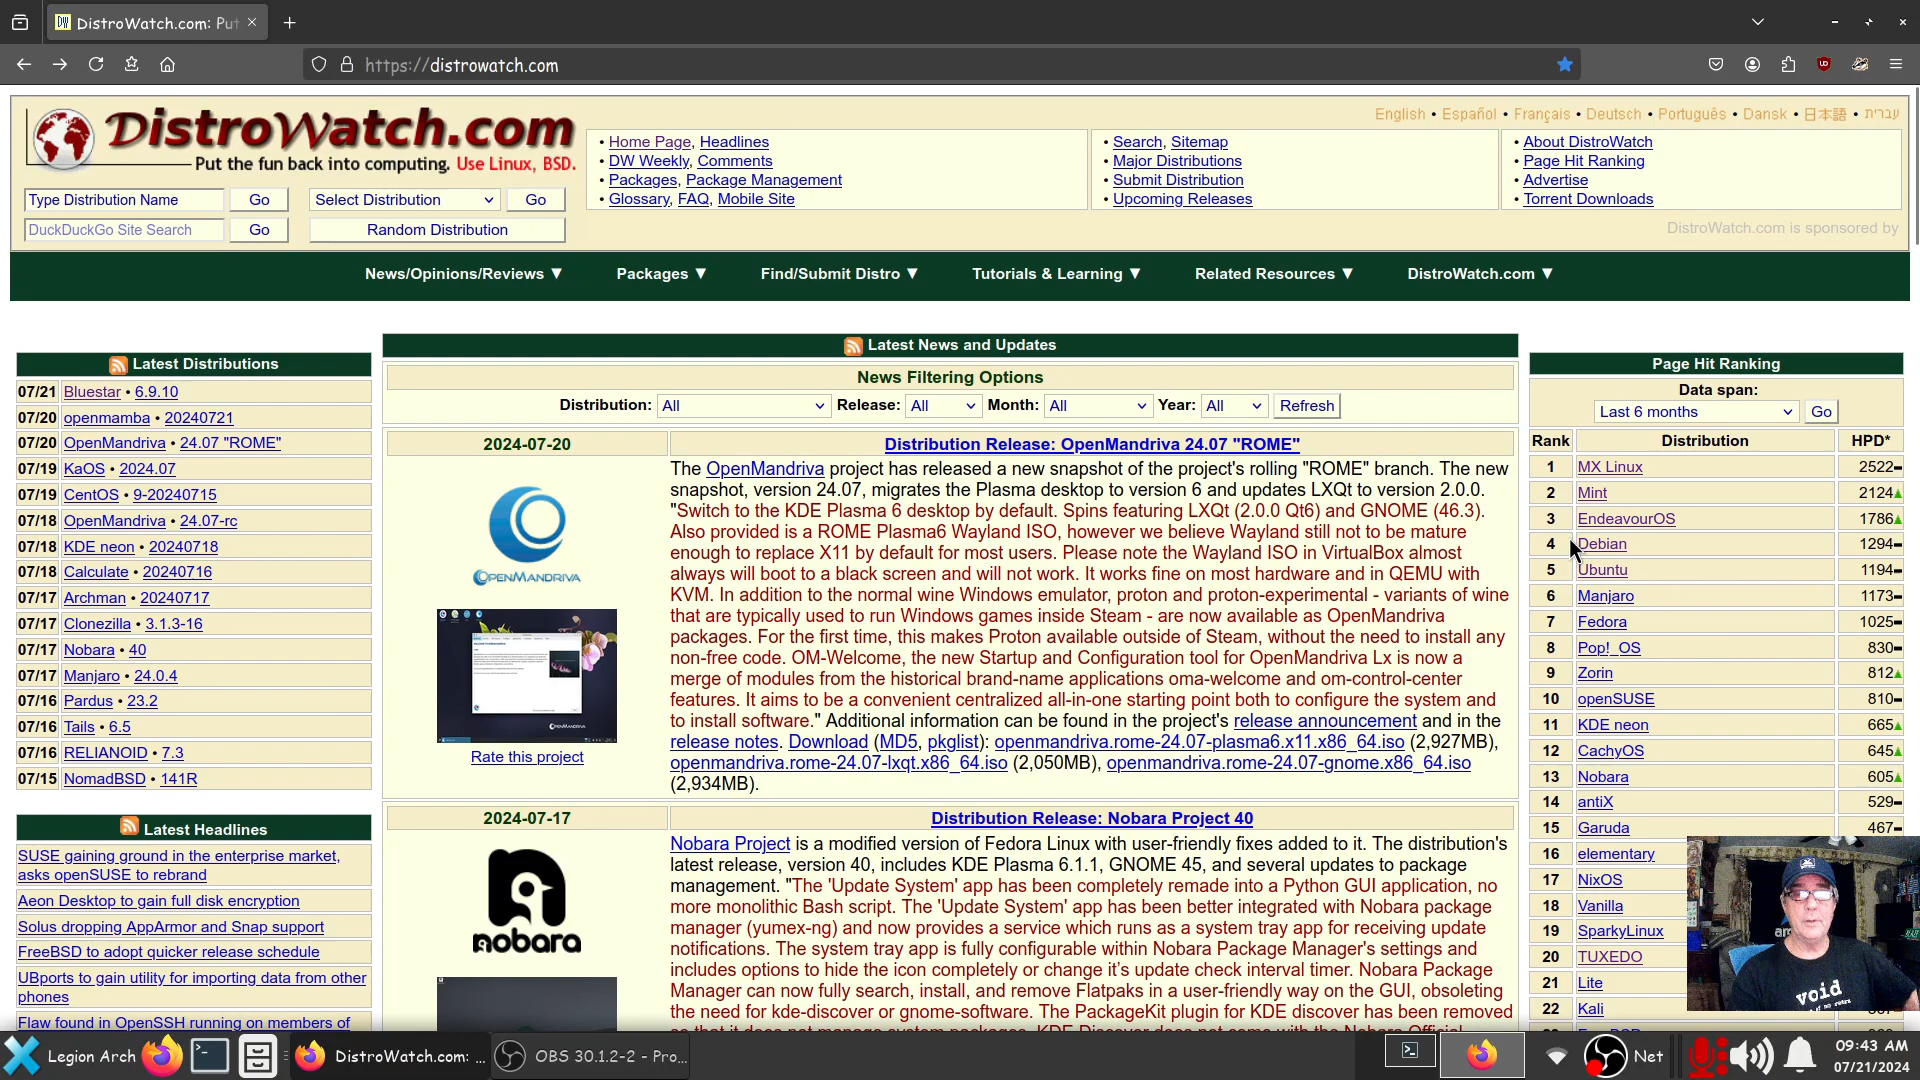 DistroWatch.com: Put
https://distrowatch.com
DistroWatch.com
Put the fun back into computing. Use Linux, BSD.
English • Español • Français • Deutsch • Português • Dansk • 日本語 • עברית
• Home Page, Headlines
• DW Weekly, Comments
• Packages, Package Management
• Glossary, FAQ, Mobile Site
• Search, Sitemap
• Major Distributions
• Submit Distribution
• Upcoming Releases
• About DistroWatch
• Page Hit Ranking
• Advertise
• Torrent Downloads
Type Distribution Name Go Select Distribution Go
DuckDuckGo Site Search Go Random Distribution
DistroWatch.com is sponsored by
News/Opinions/Reviews ▼ Packages ▼ Find/Submit Distro ▼ Tutorials & Learning ▼ Related Resources ▼ DistroWatch.com ▼
Latest Distributions
07/21 Bluestar • 6.9.10
07/20 openmamba • 20240721
07/20 OpenMandriva • 24.07 "ROME"
07/19 KaOS • 2024.07
07/19 CentOS • 9-20240715
07/18 OpenMandriva • 24.07-rc
07/18 KDE neon • 20240718
07/18 Calculate • 20240716
07/17 Archman • 20240717
07/17 Clonezilla • 3.1.3-16
07/17 Nobara • 40
07/17 Manjaro • 24.0.4
07/16 Pardus • 23.2
07/16 Tails • 6.5
07/16 RELIANOID • 7.3
07/15 NomadBSD • 141R
Latest Headlines
SUSE gaining ground in the enterprise market,
asks openSUSE to rebrand
Aeon Desktop to gain full disk encryption
Solus dropping AppArmor and Snap support
FreeBSD to adopt quicker release schedule
UBports to gain utility for importing data from other
phones
Flaw found in OpenSSH running on members of
Latest News and Updates
News Filtering Options
Distribution: All Release: All Month: All Year: All Refresh
2024-07-20
Distribution Release: OpenMandriva 24.07 "ROME"
OPENMANDRIVA
Rate this project
The OpenMandriva project has released a new snapshot of the project's rolling "ROME" branch. The new
snapshot, version 24.07, migrates the Plasma desktop to version 6 and updates LXQt to version 2.0.0.
"Switch to the KDE Plasma 6 desktop by default. Spins featuring LXQt (2.0.0 Qt6) and GNOME (46.3).
Also provided is a ROME Plasma6 Wayland ISO, however we believe Wayland still not to be mature
enough to replace X11 by default for most users. Please note the Wayland ISO in VirtualBox almost
always will boot to a black screen and will not work. It works fine on most hardware and in QEMU with
KVM. In addition to the normal wine Windows emulator, proton and proton-experimental - variants of wine
that are typically used to run Windows games inside Steam - are now available as OpenMandriva
packages. For the first time, this makes Proton available outside of Steam, without the need to install any
non-free code. OM-Welcome, the new Startup and Configuration tool for OpenMandriva Lx is now a
merge of modules from the historical brand-name applications oma-welcome and om-control-center
features. It aims to be a convenient centralized all-in-one starting point both to configure the system and
to install software." Additional information can be found in the project's release announcement and in the
release notes. Download (MD5, pkglist): openmandriva.rome-24.07-plasma6.x11.x86_64.iso (2,927MB),
openmandriva.rome-24.07-lxqt.x86_64.iso (2,050MB), openmandriva.rome-24.07-gnome.x86_64.iso
(2,934MB).
2024-07-17
Distribution Release: Nobara Project 40
nobara
Nobara Project is a modified version of Fedora Linux with user-friendly fixes added to it. The distribution's
latest release, version 40, includes KDE Plasma 6.1.1, GNOME 45, and several updates to package
management. "The 'Update System' app has been completely remade into a Python GUI application, no
more monolithic Bash script. The 'Update System' app has been better integrated with Nobara package
manager (yumex-ng) and now provides a service which runs as a system tray app for receiving update
notifications. The system tray app is fully configurable within Nobara Package Manager's settings and
includes options to hide the icon completely or change it's update check interval timer. Nobara Package
Manager can now fully search, install, and remove Flatpaks in a user-friendly way on the GUI, obsoleting
the need for kde-discover or gnome-software. The PackageKit plugin for KDE discover has been removed
Page Hit Ranking
Data span:
Last 6 months Go
Rank Distribution HPD*
1 MX Linux 2522
2 Mint 2124
3 EndeavourOS 1786
4 Debian 1294
5 Ubuntu 1194
6 Manjaro 1173
7 Fedora 1025
8 Pop!_OS 830
9 Zorin 812
10 openSUSE 810
11 KDE neon 665
12 CachyOS 645
13 Nobara 605
14 antiX 529
15 Garuda 467
16 elementary
17 NixOS
18 Vanilla
19 SparkyLinux
20 TUXEDO
21 Lite
22 Kali
void
Legion Arch DistroWatch.com: ... OBS 30.1.2-2 - Pro... Net 09:43 AM
07/21/2024